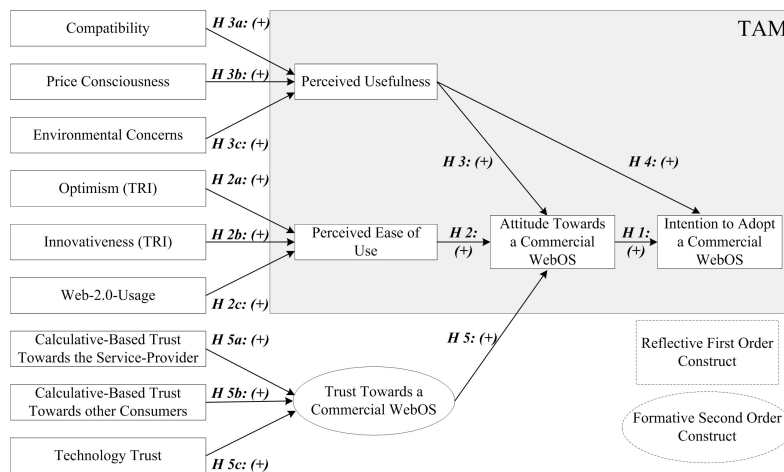 TAM
Compatibility
H 3a: (+)
Price Consciousness
H 3b: (+)
Perceived Usefulness
Environmental Concerns
H 3c: (+)
H 3: (+)
H 4: (+)
Optimism (TRI)
H 2a: (+)
Innovativeness (TRI)
H 2b: (+)
Perceived Ease of
Use
H 2:
(+)
Attitude Towards
a Commercial
WebOS
H 1:
(+)
Intention to Adopt
a Commercial
WebOS
Web-2.0-Usage
H 2c: (+)
Calculative-Based Trust
Towards the Service-Provider
H 5a: (+)
H 5: (+)
Calculative-Based Trust
Towards other Consumers
H 5b: (+)
Trust Towards a
Commercial WebOS
Technology Trust
H 5c: (+)
Reflective First Order
Construct
Formative Second Order
Construct